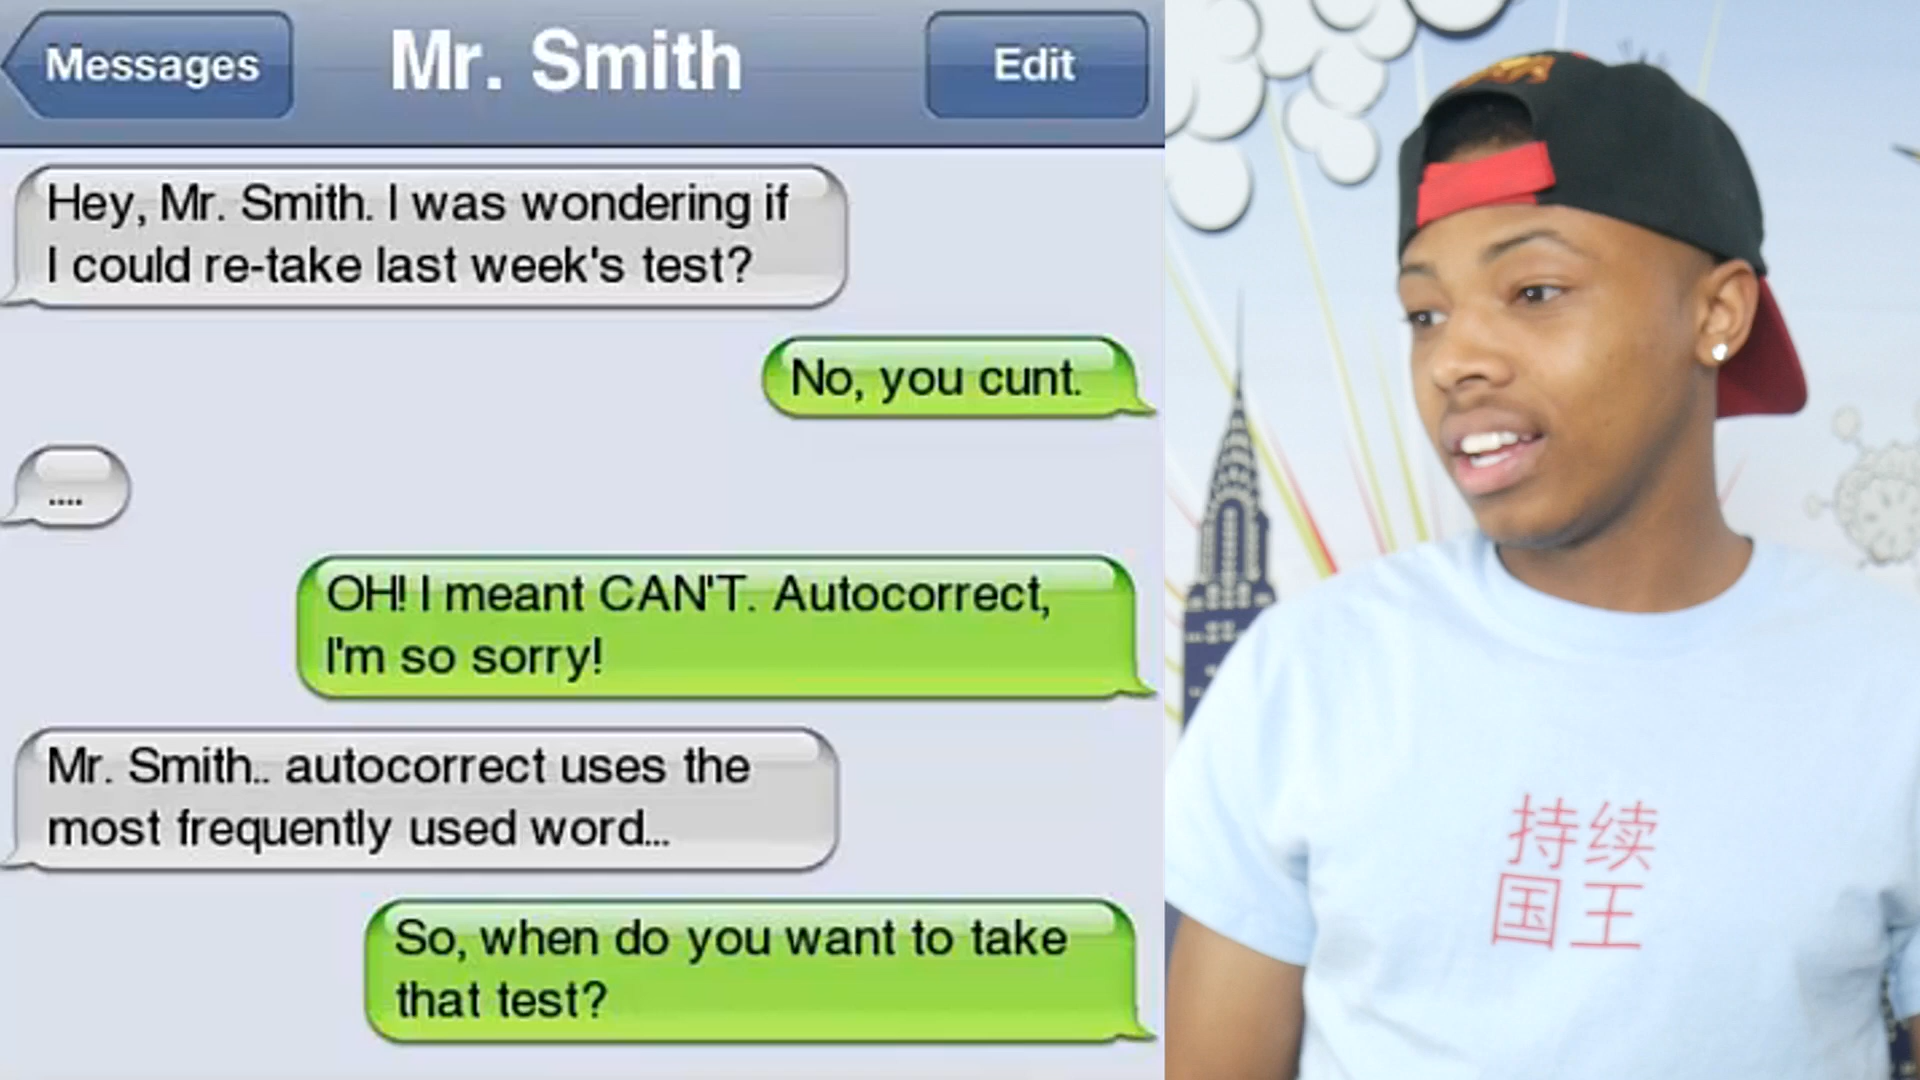 Messages
Mr. Smith
Edit
Hey, Mr. Smith. I was wondering if
I could re-take last week's test?
No, you cunt.
....
OH! I meant CAN'T. Autocorrect,
I'm so sorry!
Mr. Smith.. autocorrect uses the
most frequently used word...
So, when do you want to take
that test?
持续
国王